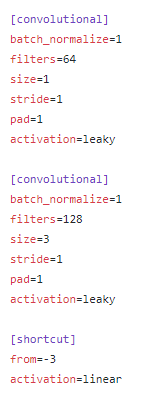 [convolutional]
batch_normalize=1
filters=64
size=1
stride=1
pad=1
activation=leaky

[convolutional]
batch_normalize=1
filters=128
size=3
stride=1
pad=1
activation=leaky

[shortcut]
from=-3
activation=linear